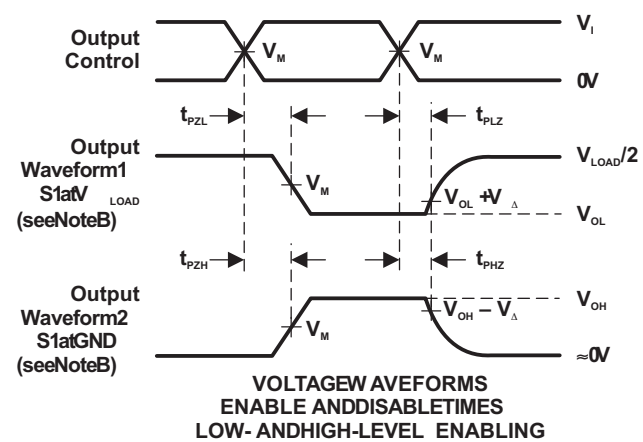 Output
Control
V_M
V_M
V_I
0V
t_PZL
t_PLZ
Output
Waveform1
S1atV_LOAD
(seeNoteB)
V_M
V_OL +V_Δ
V_LOAD/2
V_OL
t_PZH
t_PHZ
Output
Waveform2
S1atGND
(seeNoteB)
V_M
V_OH − V_Δ
V_OH
≈0V
VOLTAGEW AVEFORMS
ENABLE ANDDISABLETIMES
LOW- ANDHIGH-LEVEL ENABLING